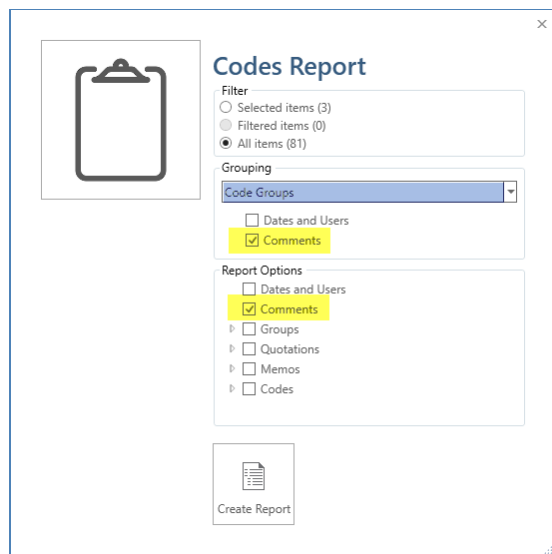 Codes Report
Filter
Selected items (3)
Filtered items (0)
All items (81)
Grouping
Code Groups
Dates and Users
Comments
Report Options
Dates and Users
Comments
Groups
Quotations
Memos
Codes
Create Report